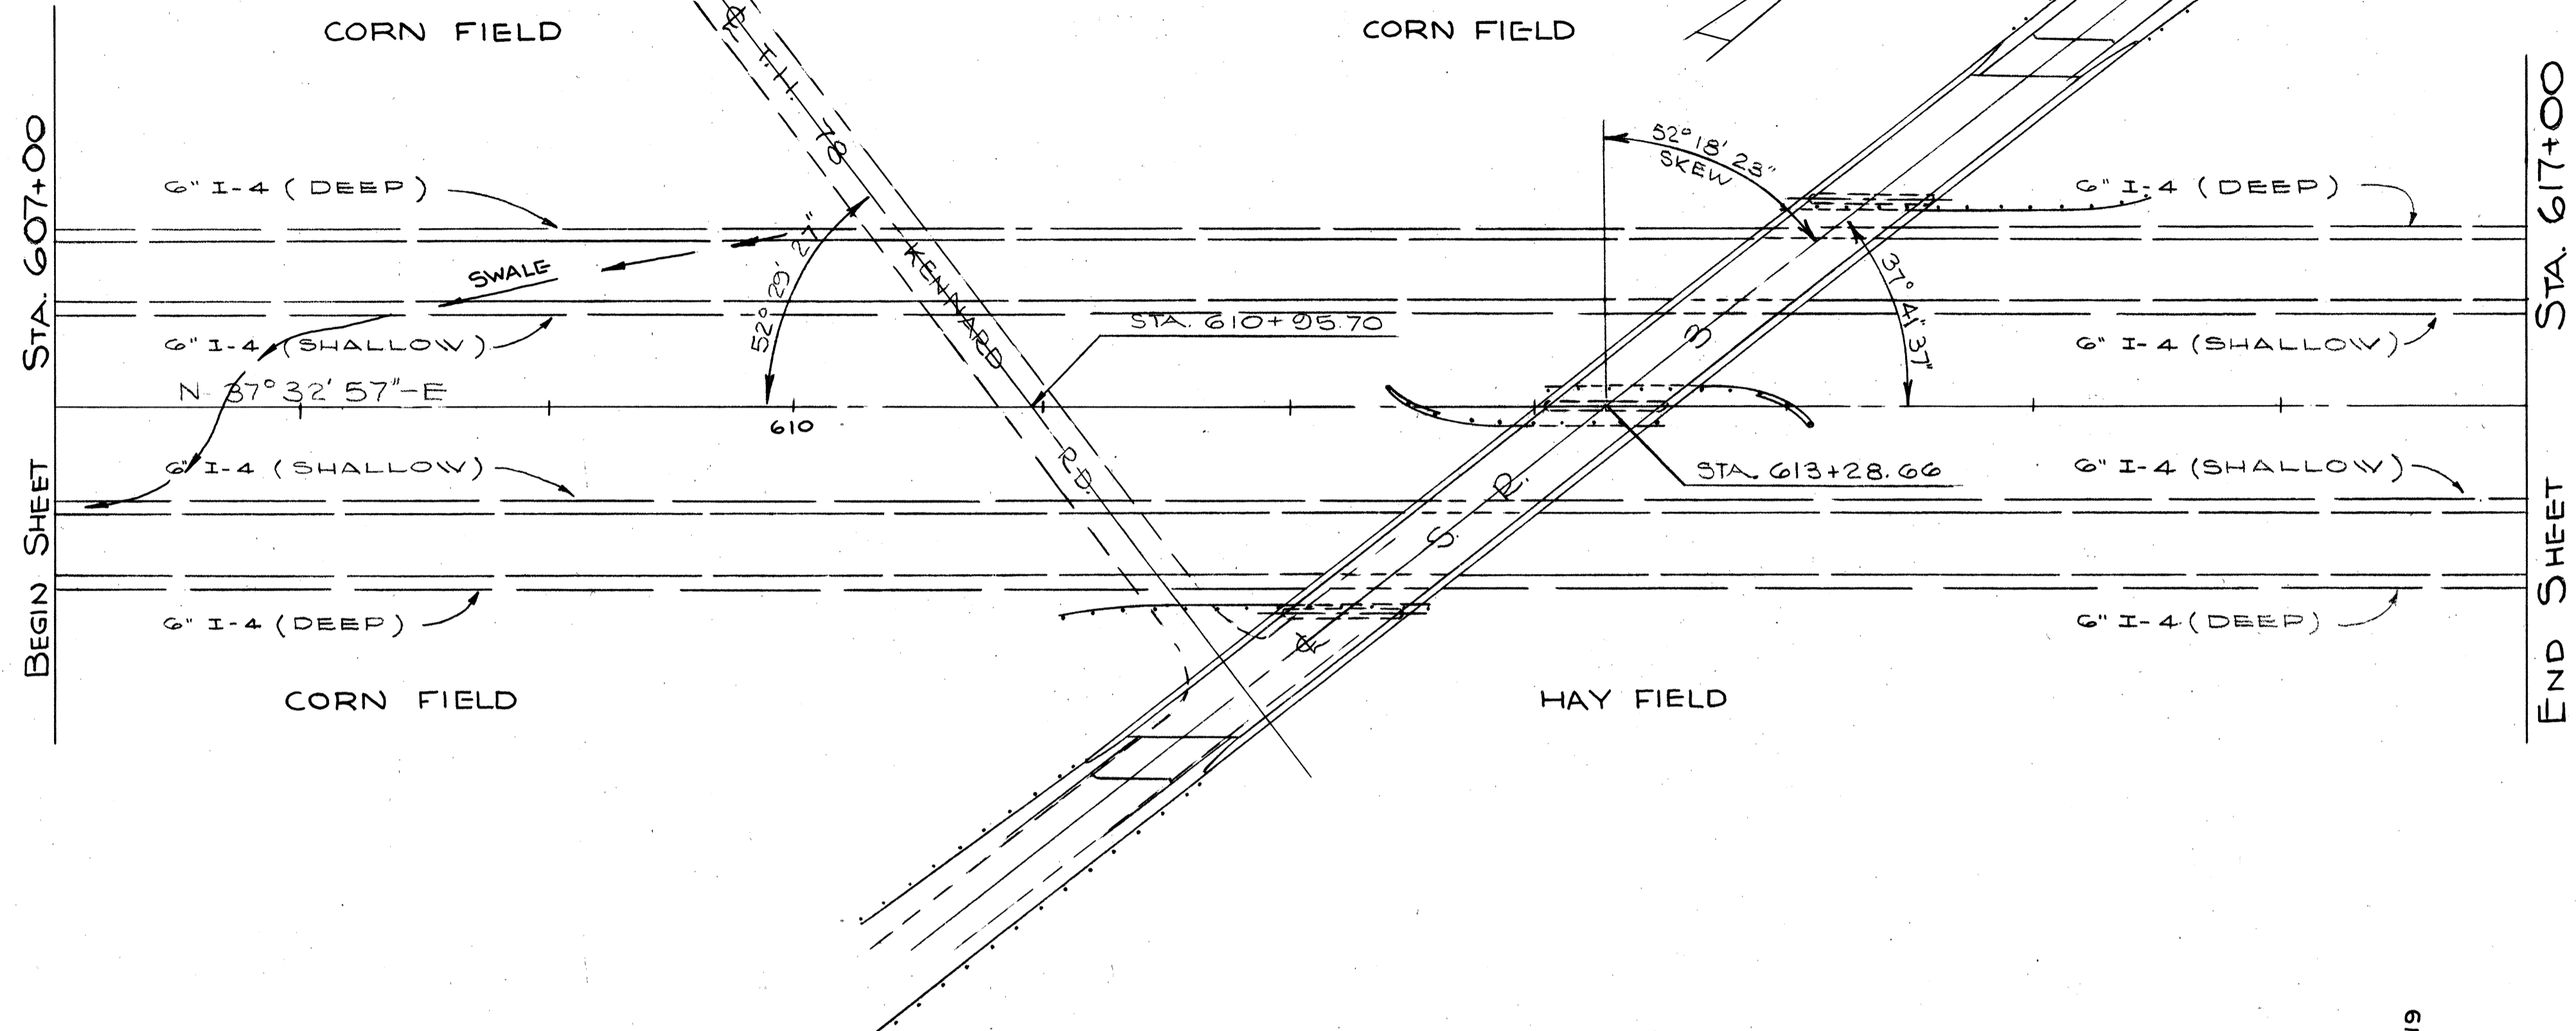 CORN FIELD
CORN FIELD
T.H. 78
KENNARD RD.
STA. 607+00
BEGIN SHEET
6" I-4 (DEEP)
SWALE
52° 29' 27"
6" I-4 (SHALLOW)
N 37° 32' 57"-E
610
STA. 610+95.70
52° 18' 23"
SKEW
37° 41' 37"
6" I-4 (DEEP)
6" I-4 (SHALLOW)
STA. 617+00
END SHEET
℄ S. R. 3
STA. 613+28.66
6" I-4 (SHALLOW)
6" I-4 (SHALLOW)
6" I-4 (DEEP)
6" I-4 (DEEP)
CORN FIELD
HAY FIELD
19